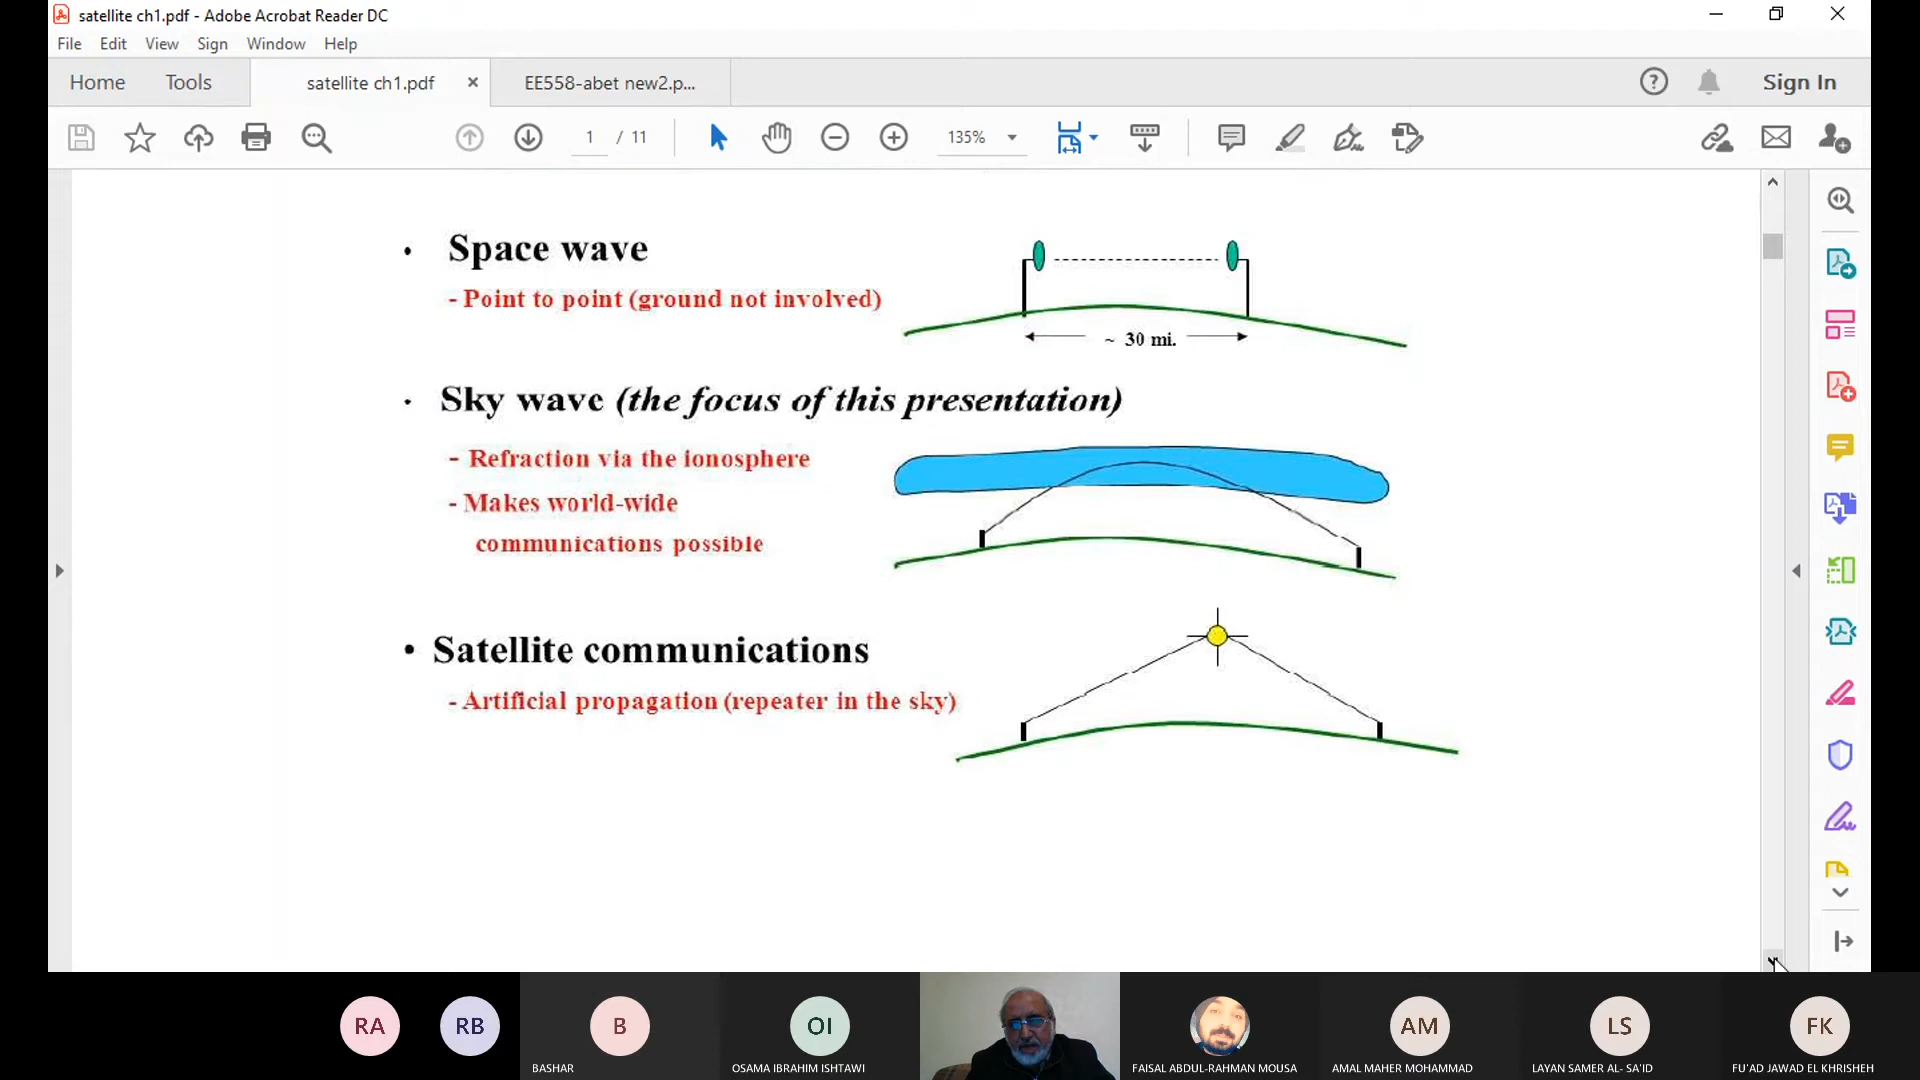 satellite ch1.pdf - Adobe Acrobat Reader DC
File Edit View Sign Window Help
Home Tools satellite ch1.pdf × EE558-abet new2.p... Sign In
1 / 11 135%
• Space wave
- Point to point (ground not involved)
~ 30 mi.
• Sky wave (the focus of this presentation)
- Refraction via the ionosphere
- Makes world-wide
communications possible
• Satellite communications
- Artificial propagation (repeater in the sky)
RA RB B OI AM LS FK
BASHAR OSAMA IBRAHIM ISHTAWI FAISAL ABDUL-RAHMAN MOUSA AMAL MAHER MOHAMMAD LAYAN SAMER AL- SA'ID FU'AD JAWAD EL KHRISHEH